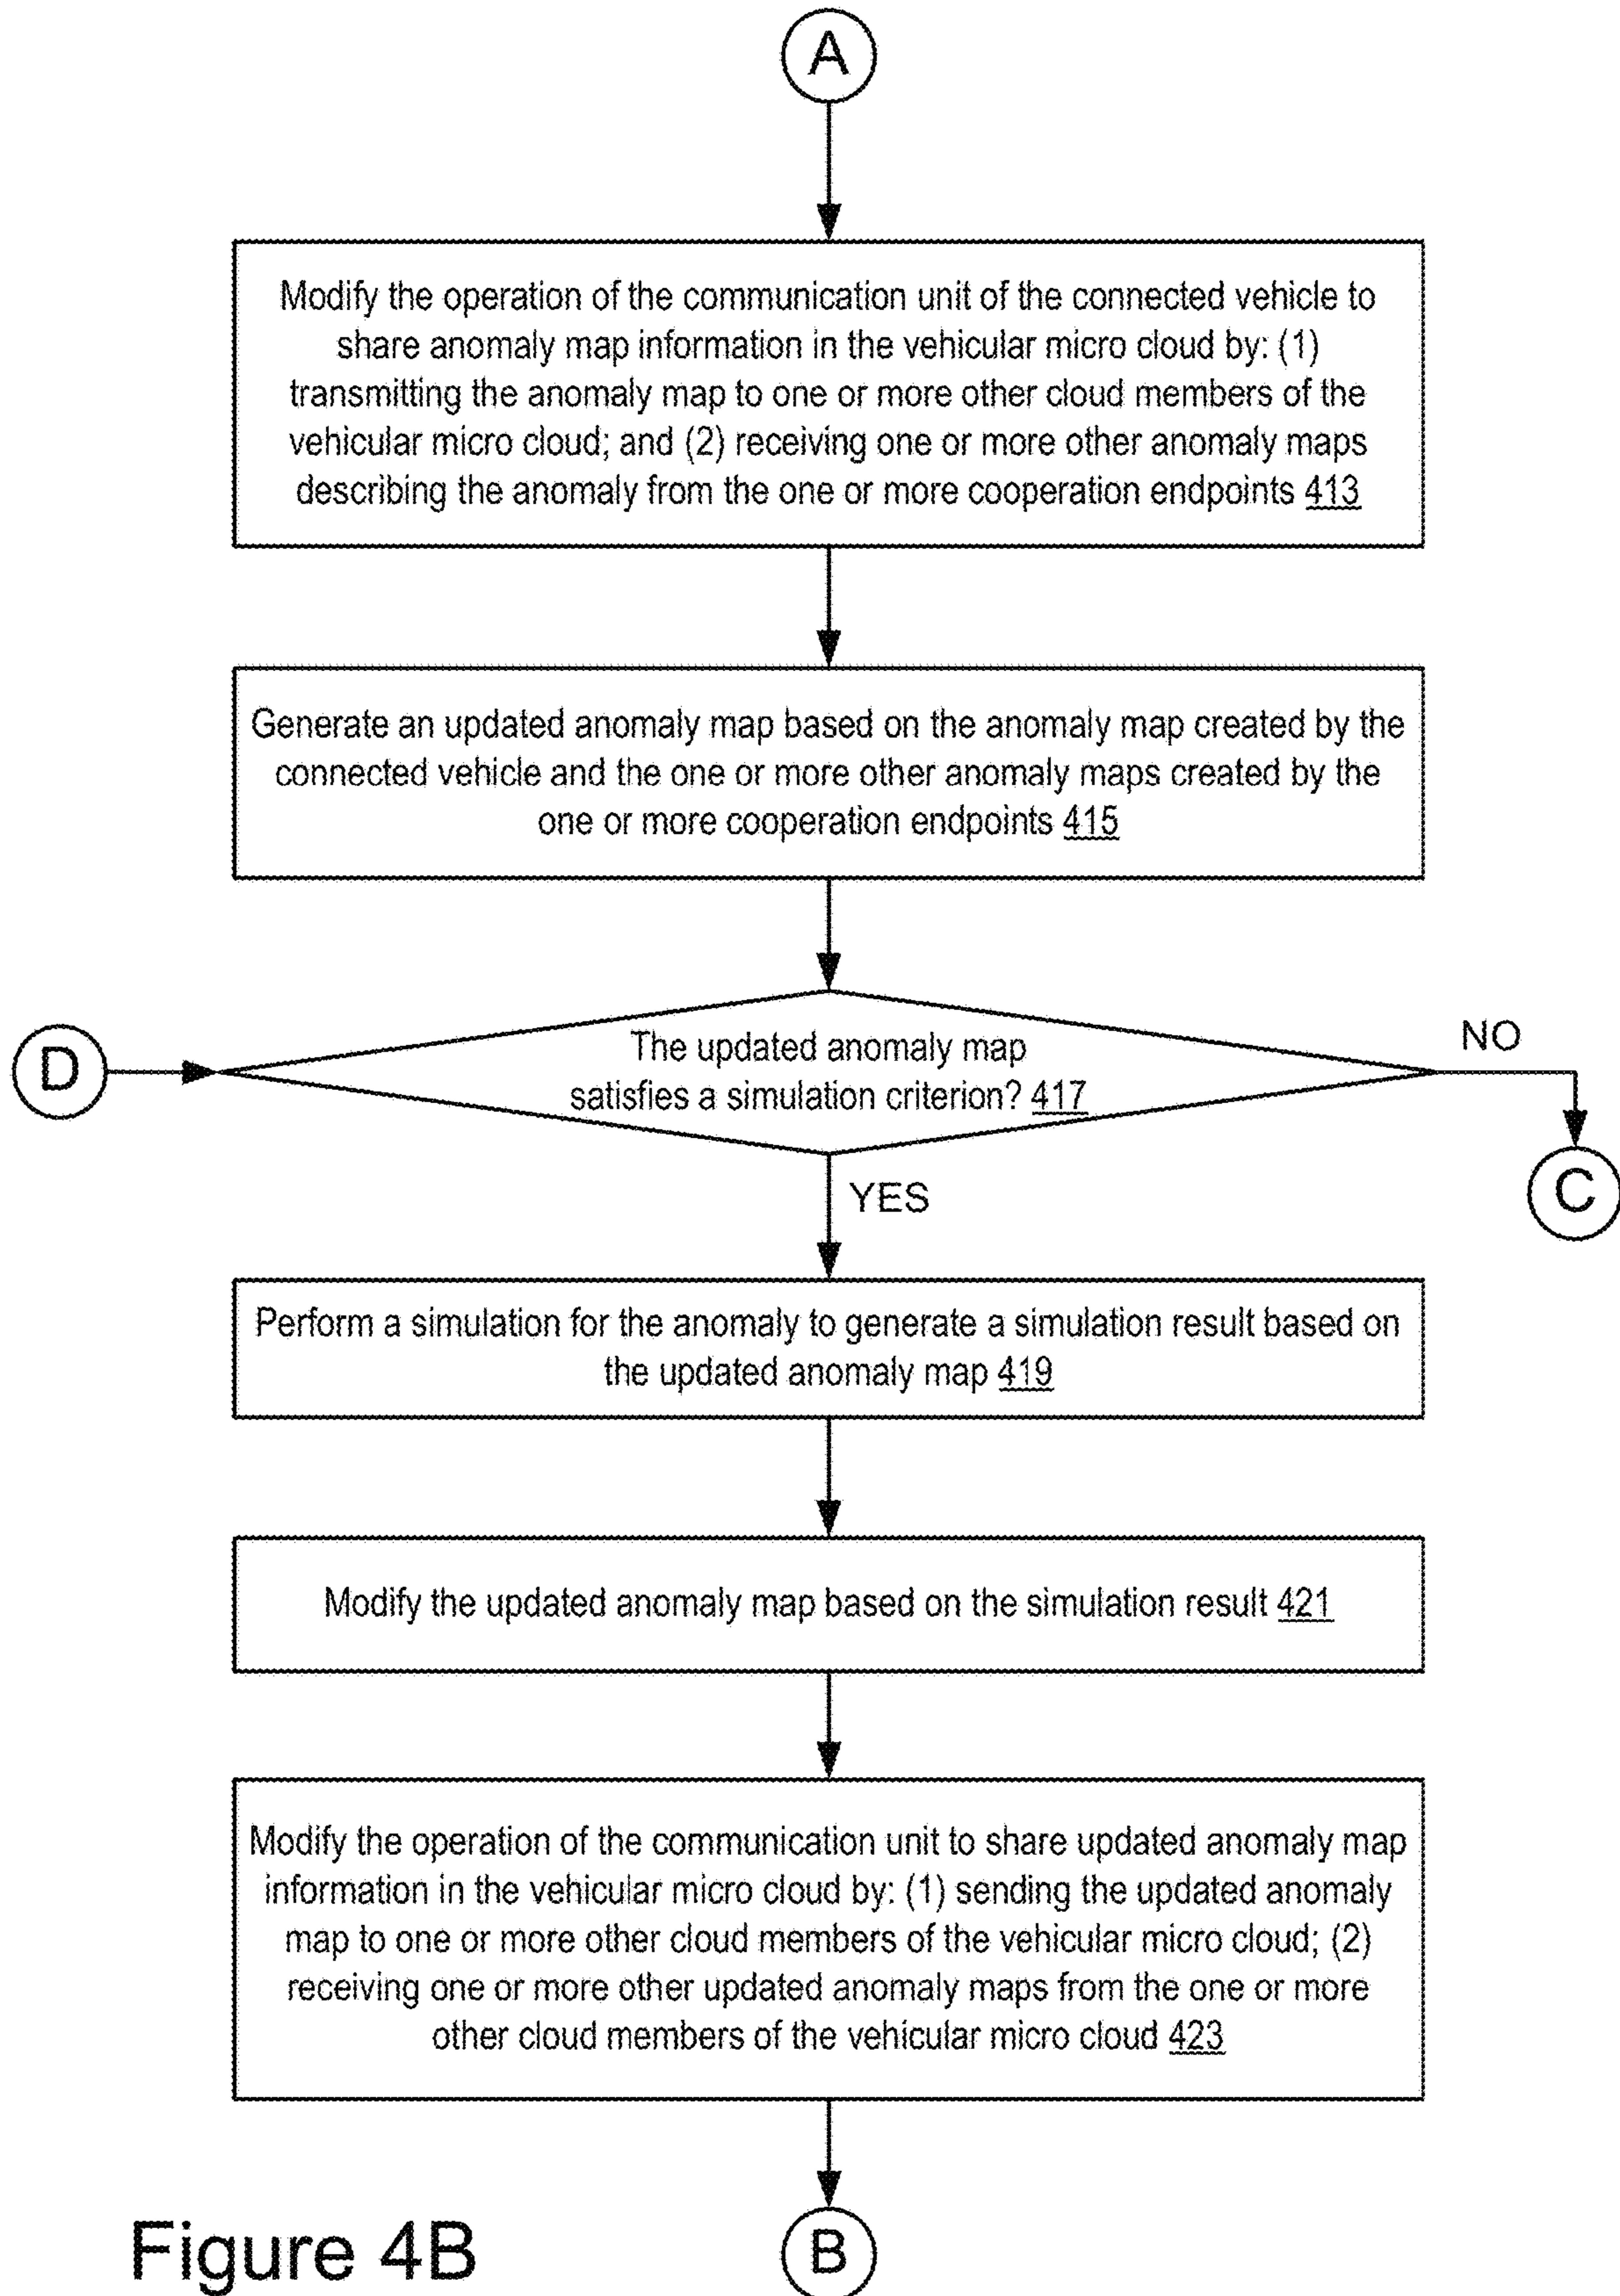 A
Modify the operation of the communication unit of the connected vehicle to
share anomaly map information in the vehicular micro cloud by: (1)
transmitting the anomaly map to one or more other cloud members of the
vehicular micro cloud; and (2) receiving one or more other anomaly maps
describing the anomaly from the one or more cooperation endpoints 413
Generate an updated anomaly map based on the anomaly map created by the
connected vehicle and the one or more other anomaly maps created by the
one or more cooperation endpoints 415
D
The updated anomaly map
satisfies a simulation criterion? 417
NO
C
YES
Perform a simulation for the anomaly to generate a simulation result based on
the updated anomaly map 419
Modify the updated anomaly map based on the simulation result 421
Modify the operation of the communication unit to share updated anomaly map
information in the vehicular micro cloud by: (1) sending the updated anomaly
map to one or more other cloud members of the vehicular micro cloud; (2)
receiving one or more other updated anomaly maps from the one or more
other cloud members of the vehicular micro cloud 423
B
Figure 4B